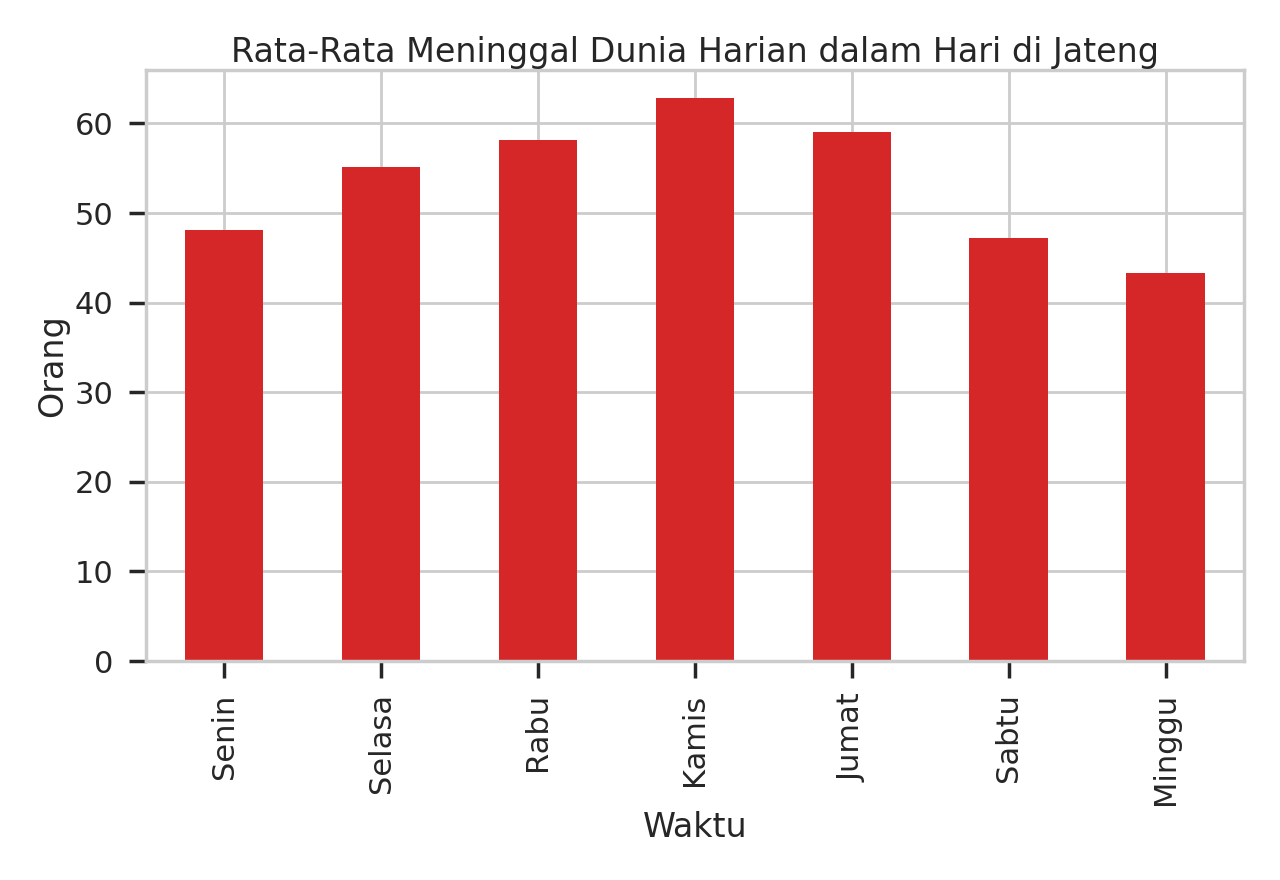 Rata-Rata Meninggal Dunia Harian dalam Hari di Jateng
60
50
40
30
20
10
0
Orang
Senin
Selasa
Rabu
Kamis
Jumat
Sabtu
Minggu
Waktu